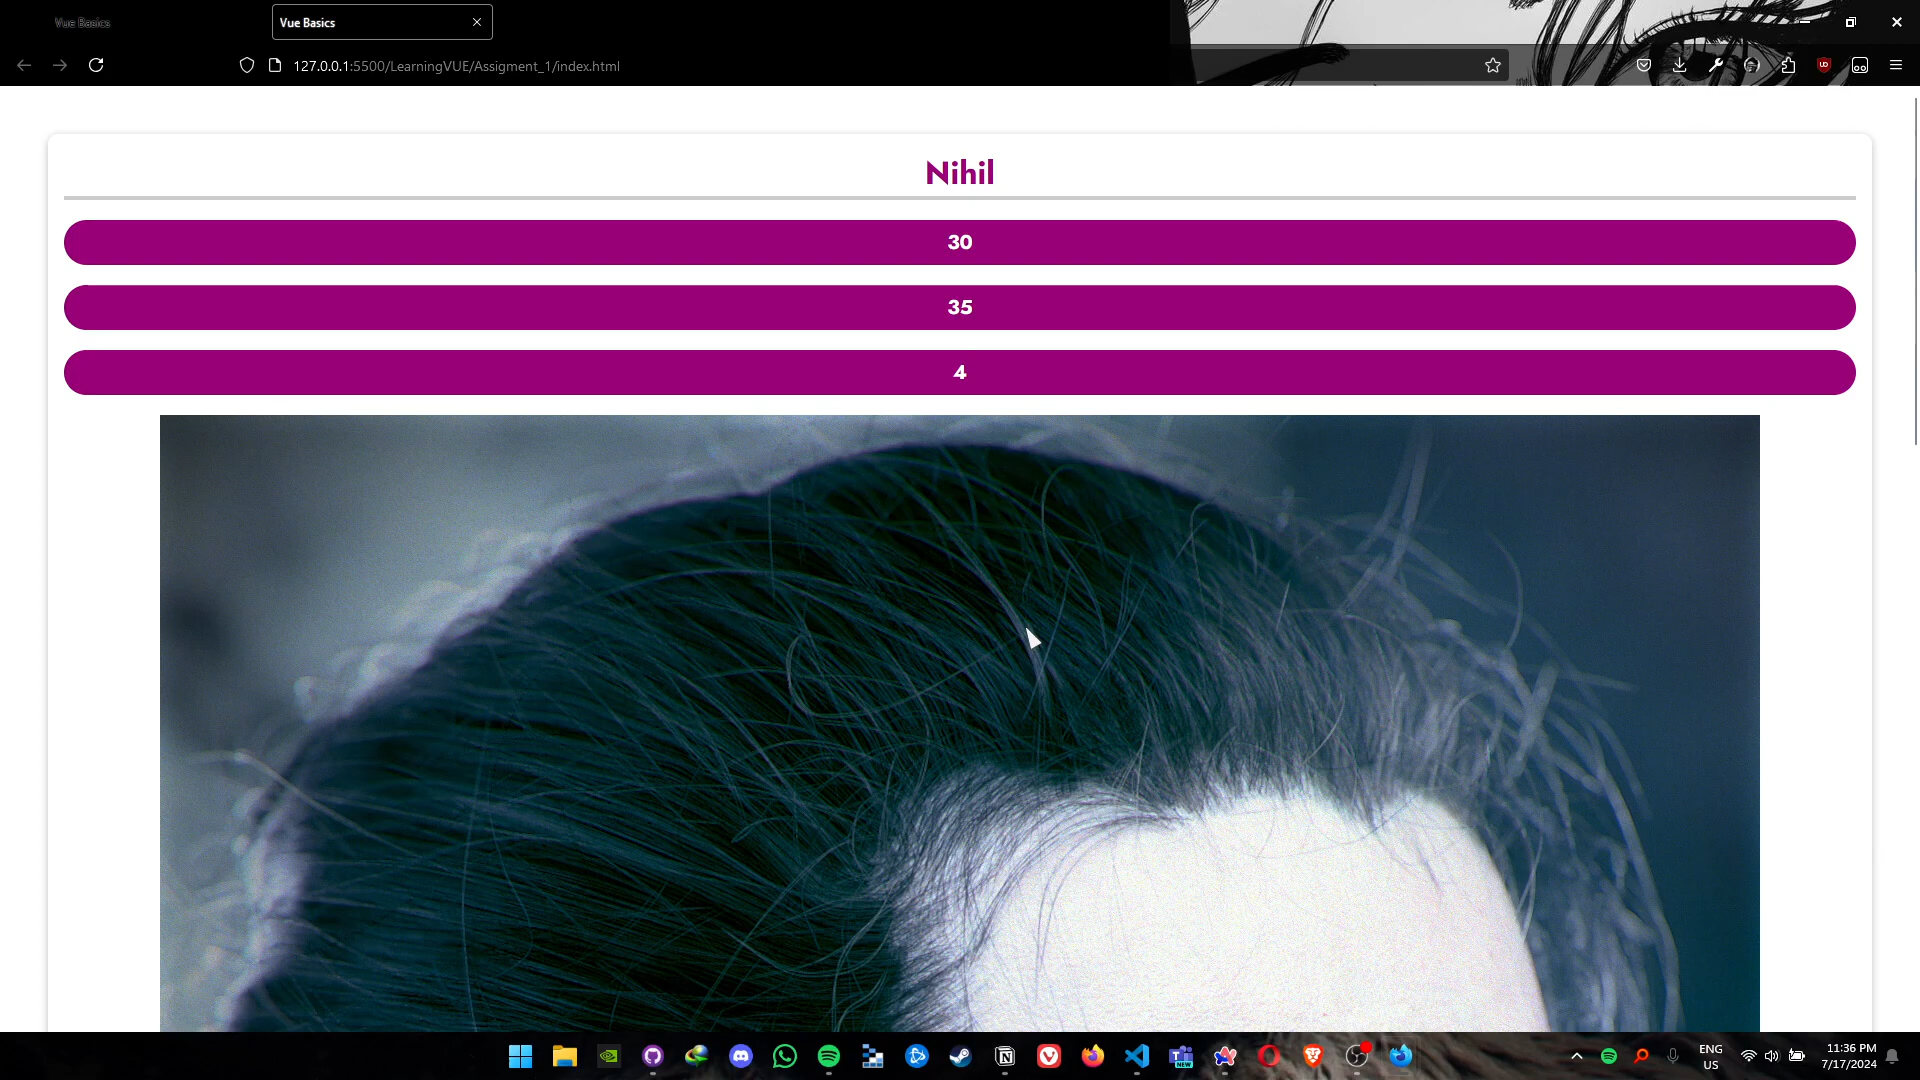 Vue Basics
Vue Basics
127.0.0.1:5500/LearningVUE/Assigment_1/index.html
Nihil
30
35
4
ENG
US
11:36 PM
7/17/2024